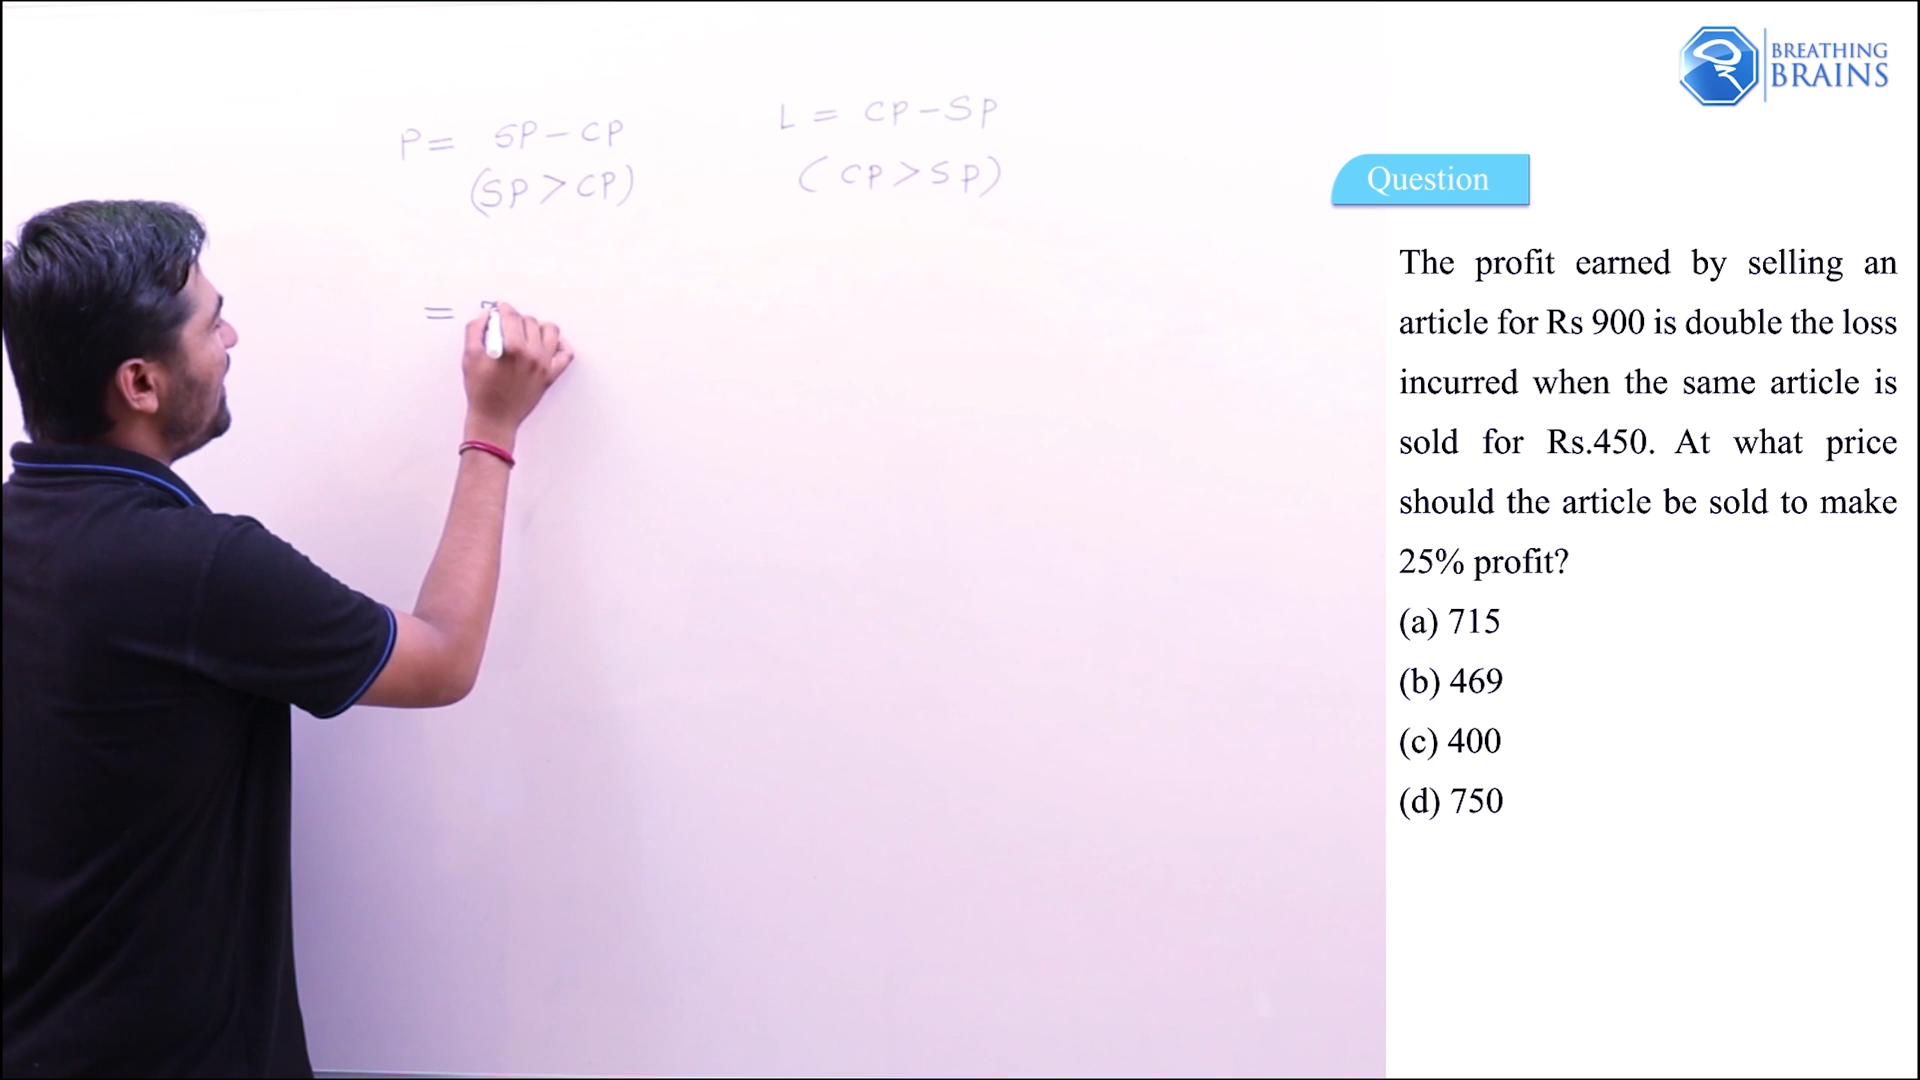 BREATHING
BRAINS
P = SP - CP
(SP > CP)
L = CP - SP
(CP > SP)
=
Question
The profit earned by selling an
article for Rs 900 is double the loss
incurred when the same article is
sold for Rs.450. At what price
should the article be sold to make
25% profit?
(a) 715
(b) 469
(c) 400
(d) 750